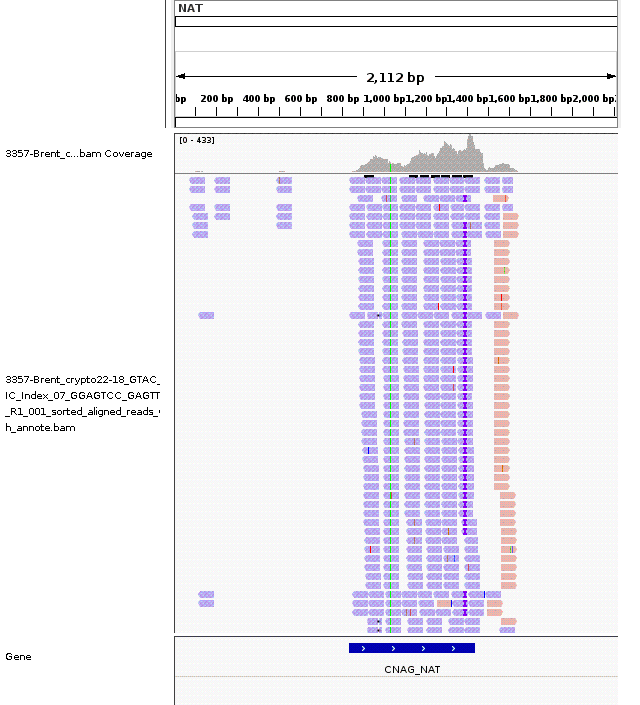 NAT
2,112 bp
bp 200 bp 400 bp 600 bp 800 bp 1,000 bp 1,200 bp 1,400 bp 1,600 bp 1,800 bp 2,000 bp
[0 - 433]
3357-Brent_c...bam Coverage
3357-Brent_crypto22-18_GTAC_
IC_Index_07_GGAGTCC_GAGTT
_R1_001_sorted_aligned_reads_
h_annote.bam
Gene
CNAG_NAT